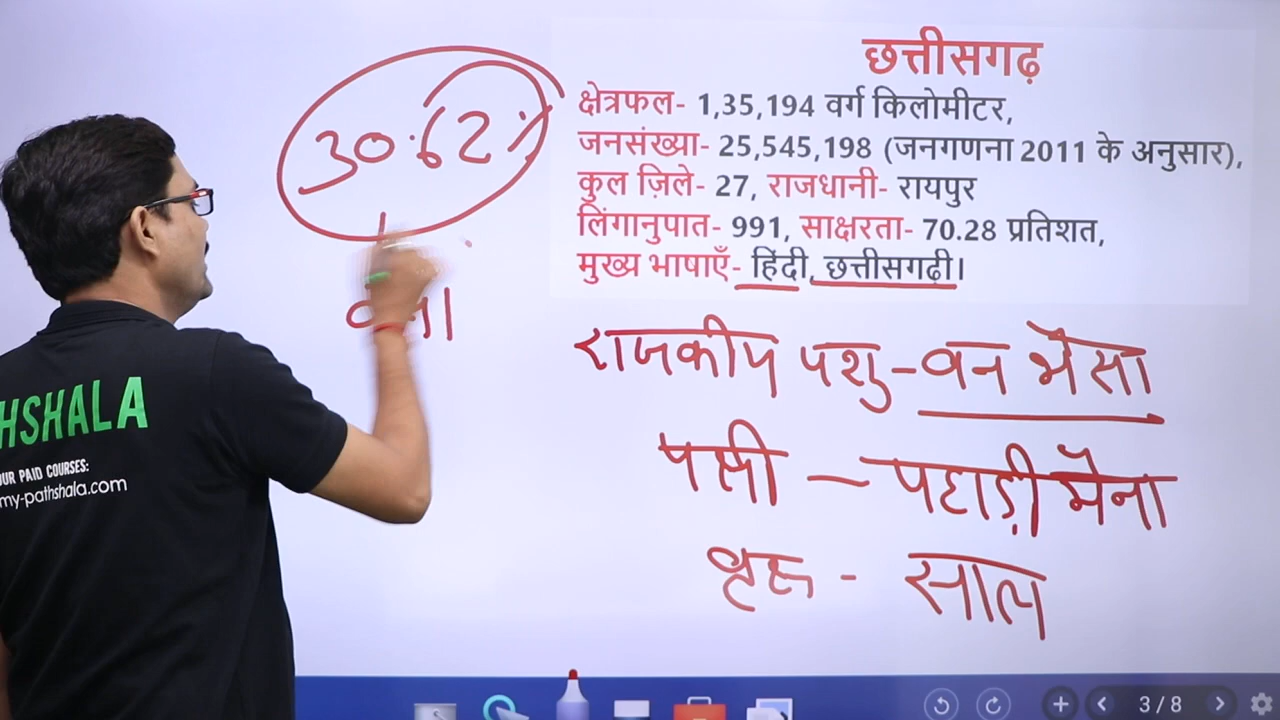 छत्तीसगढ़
क्षेत्रफल- 1,35,194 वर्ग किलोमीटर,
जनसंख्या- 25,545,198 (जनगणना 2011 के अनुसार),
कुल ज़िले- 27, राजधानी- रायपुर
लिंगानुपात- 991, साक्षरता- 70.28 प्रतिशत,
मुख्य भाषाएँ- हिंदी, छत्तीसगढ़ी।
30.62%
राजकीय पशु - वन भैंसा
पक्षी - पहाड़ी मैना
वृक्ष - साल
HSHALA
OUR PAID COURSES:
my-pathshala.com
3 / 8